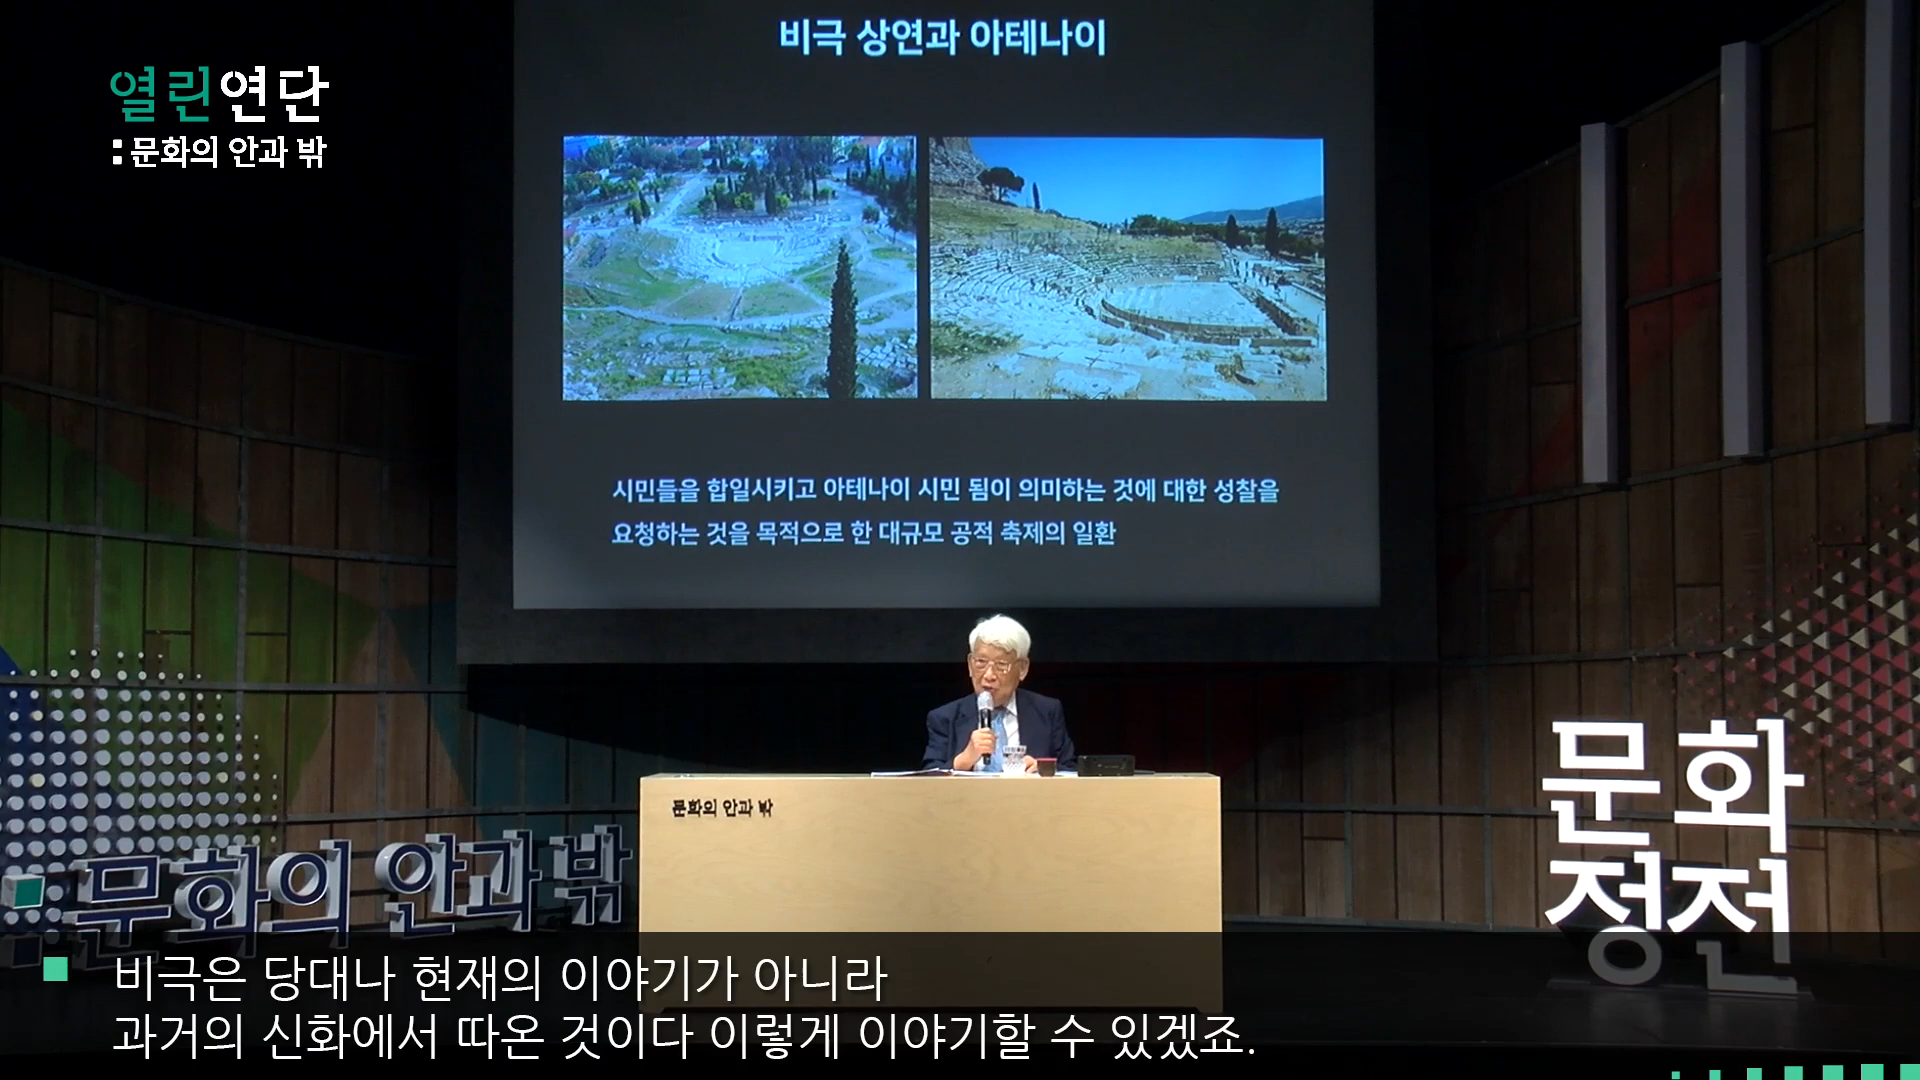 비극 상연과 아테나이
열린연단
:문화의 안과 밖
시민들을 합일시키고 아테나이 시민 됨이 의미하는 것에 대한 성찰을
요청하는 것을 목적으로 한 대규모 공적 축제의 일환
문화의 안과 밖
문화의 안과 밖
문화
정전
비극은 당대나 현재의 이야기가 아니라
과거의 신화에서 따온 것이다 이렇게 이야기할 수 있겠죠.